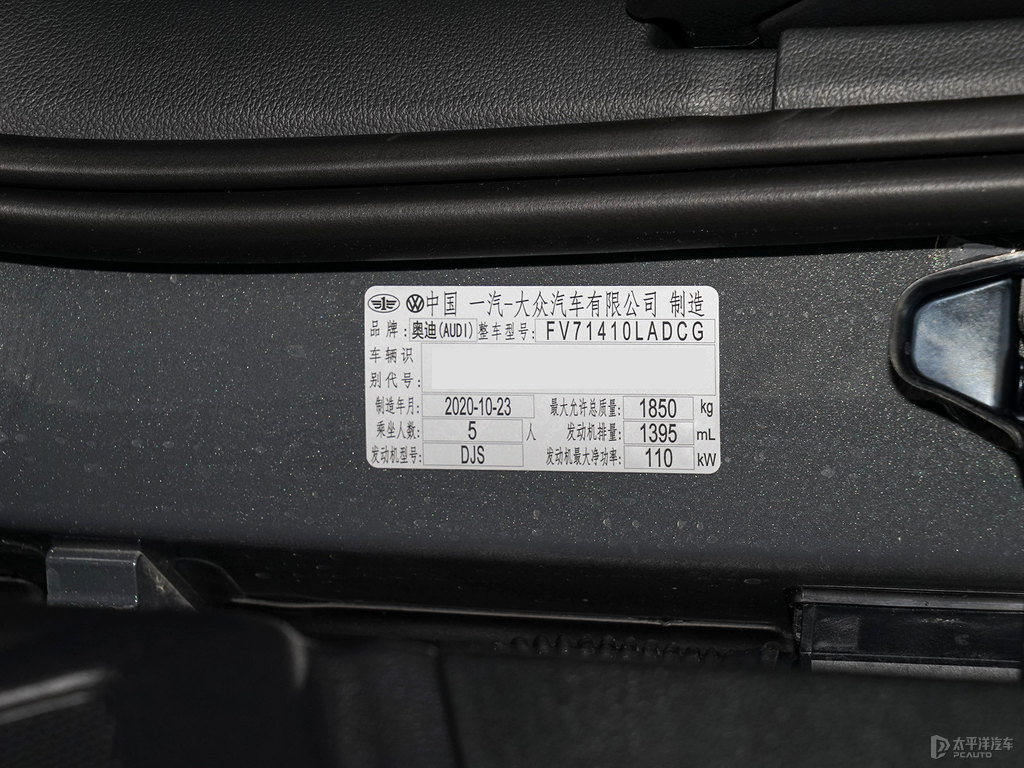 中国 一汽-大众汽车有限公司 制造
品牌: 奥迪(AUDI) 整车型号: FV71410LADCG
车辆识
别代号:
制造年月: 2020-10-23 最大允许总质量: 1850 kg
乘坐人数: 5 人 发动机排量: 1395 mL
发动机型号: DJS 发动机最大净功率: 110 kW
太平洋汽车
PCAUTO